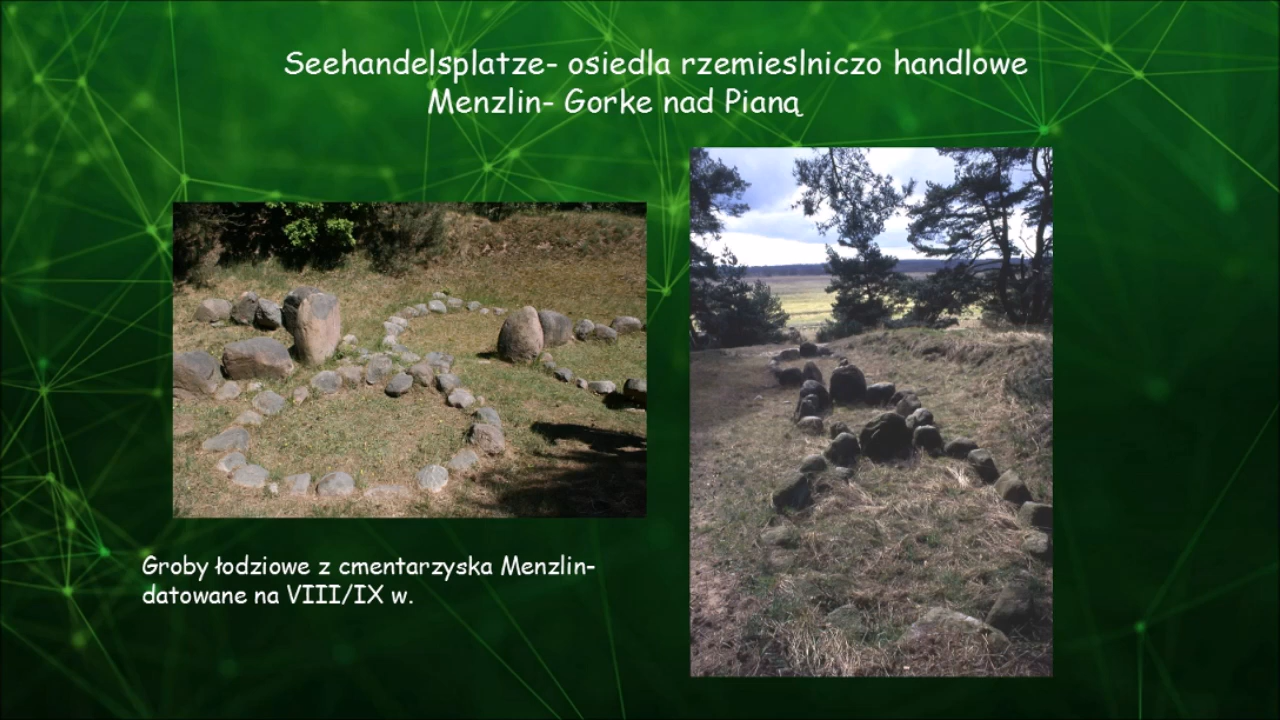 Seehandelsplatze- osiedla rzemieslniczo handlowe
Menzlin- Gorke nad Pianą
Groby łodziowe z cmentarzyska Menzlin-
datowane na VIII/IX w.